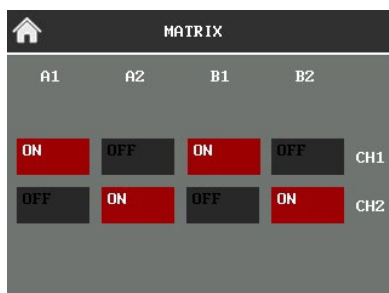 MATRIX
A1 A2 B1 B2
ON OFF ON OFF CH1
OFF ON OFF ON CH2